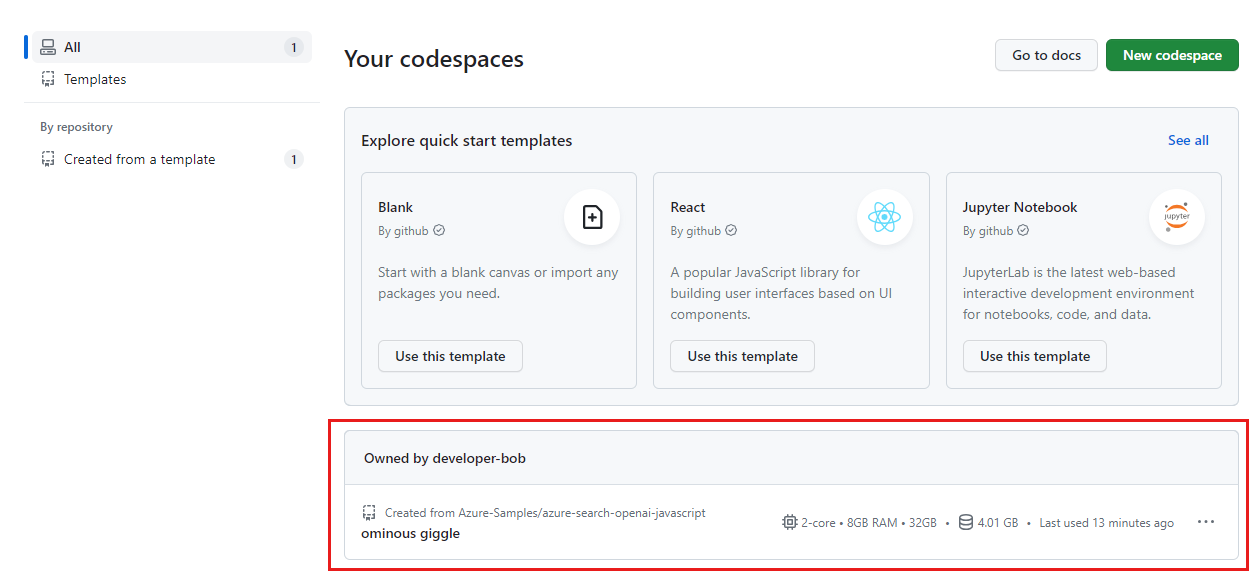 All 1
Templates
By repository
Created from a template 1
Your codespaces
Go to docs
New codespace
Explore quick start templates
See all
Blank
By github
Start with a blank canvas or import any
packages you need.
Use this template
React
By github
A popular JavaScript library for
building user interfaces based on UI
components.
Use this template
Jupyter Notebook
By github
jupyter
JupyterLab is the latest web-based
interactive development environment
for notebooks, code, and data.
Use this template
Owned by developer-bob
Created from Azure-Samples/azure-search-openai-javascript
ominous giggle
2-core • 8GB RAM • 32GB • 4.01 GB • Last used 13 minutes ago